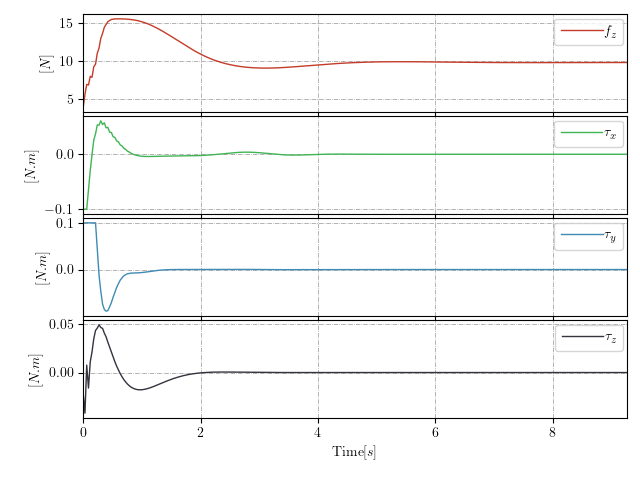 15
10
5
[N]
f_z
0.0
−0.1
[N.m]
τ_x
0.1
0.0
[N.m]
τ_y
0.05
0.00
[N.m]
τ_z
0 2 4 6 8
Time[s]